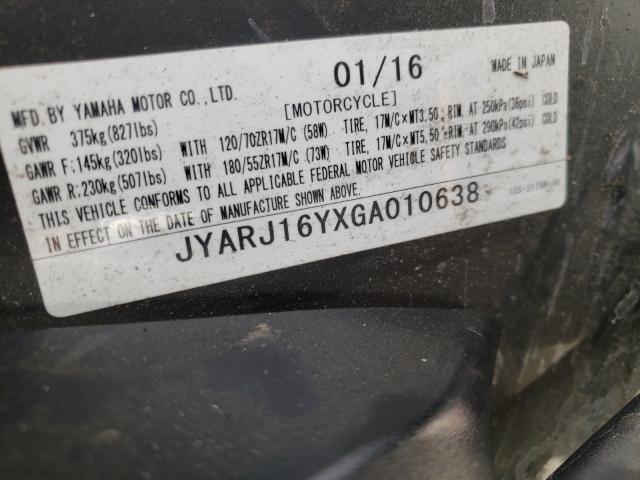 01/16
MADE IN JAPAN
MFD. BY YAMAHA MOTOR CO.,LTD.
[MOTORCYCLE]
GVWR 375kg(827lbs)
GAWR F:145kg(320lbs) WITH 120/70ZR17M/C (58W) TIRE, 17M/C×MT3.50 RIM, AT 250kPa(36psi) COLD
GAWR R:230kg(507lbs) WITH 180/55ZR17M/C (73W) TIRE, 17M/C×MT5.50 RIM, AT 290kPa(42psi) COLD
THIS VEHICLE CONFORMS TO ALL APPLICABLE FEDERAL MOTOR VEHICLE SAFETY STANDARDS
IN EFFECT ON THE DATE OF MANUFACTURE SHOWN ABOVE.
JYARJ16YXGA010638